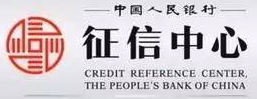 中国人民银行
征信中心
CREDIT REFERENCE CENTER,
THE PEOPLE'S BANK OF CHINA